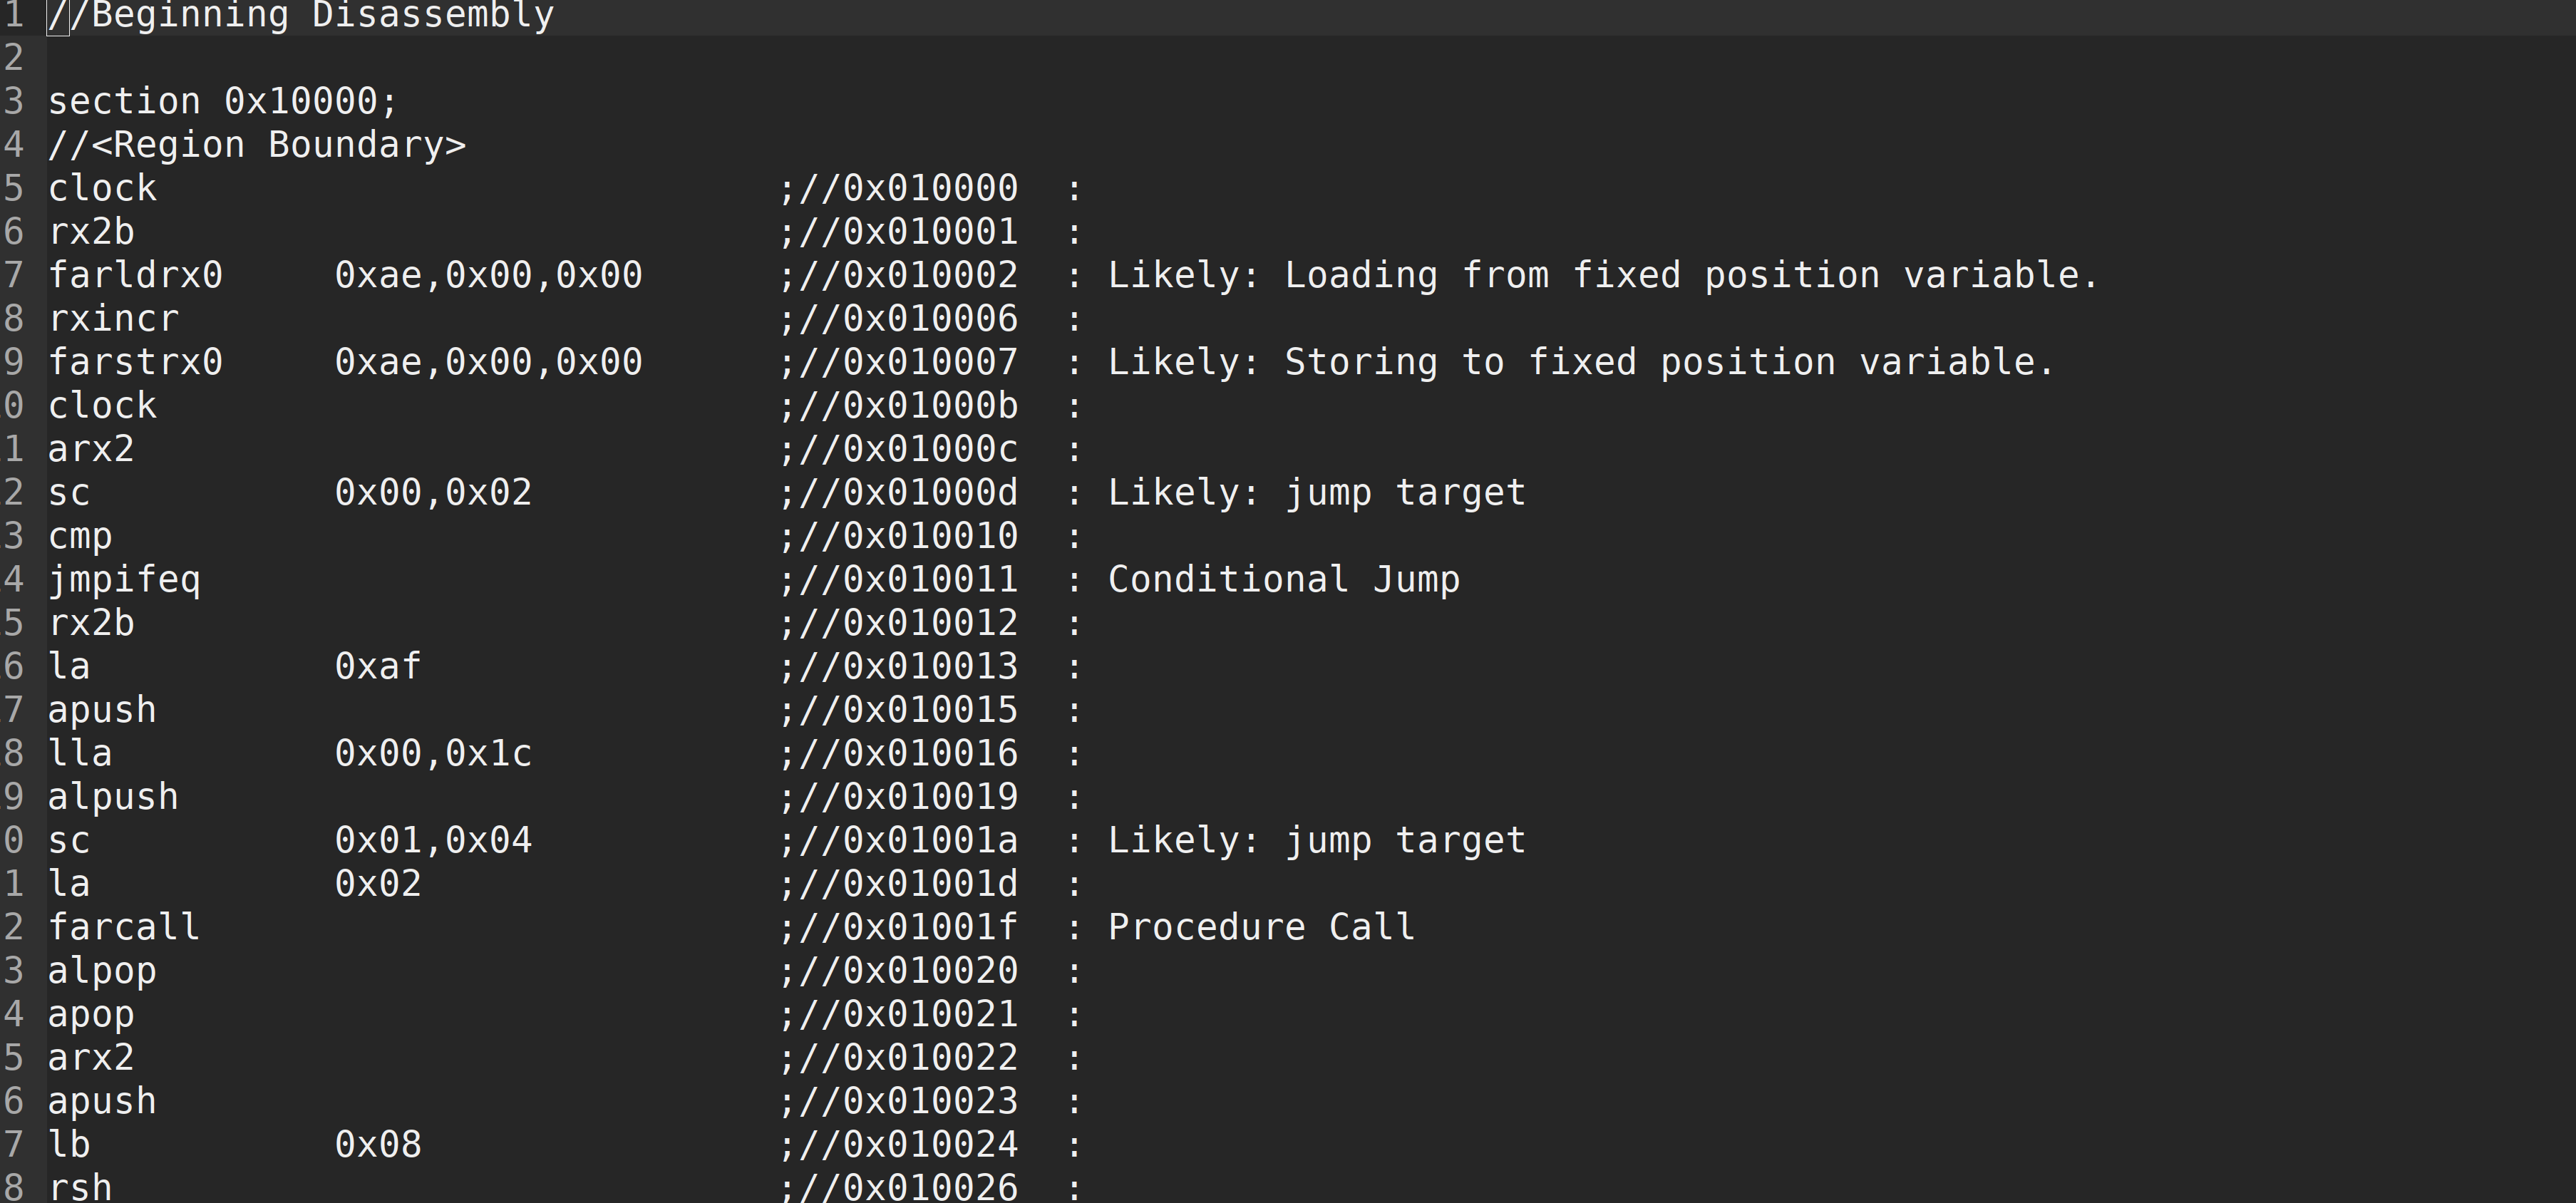 1 //Beginning Disassembly
2
3 section 0x10000;
4 //<Region Boundary>
5 clock ;//0x010000 :
6 rx2b ;//0x010001 :
7 farldrx0 0xae,0x00,0x00 ;//0x010002 : Likely: Loading from fixed position variable.
8 rxincr ;//0x010006 :
9 farstrx0 0xae,0x00,0x00 ;//0x010007 : Likely: Storing to fixed position variable.
0 clock ;//0x01000b :
1 arx2 ;//0x01000c :
2 sc 0x00,0x02 ;//0x01000d : Likely: jump target
3 cmp ;//0x010010 :
4 jmpifeq ;//0x010011 : Conditional Jump
5 rx2b ;//0x010012 :
6 la 0xaf ;//0x010013 :
7 apush ;//0x010015 :
8 lla 0x00,0x1c ;//0x010016 :
9 alpush ;//0x010019 :
0 sc 0x01,0x04 ;//0x01001a : Likely: jump target
1 la 0x02 ;//0x01001d :
2 farcall ;//0x01001f : Procedure Call
3 alpop ;//0x010020 :
4 apop ;//0x010021 :
5 arx2 ;//0x010022 :
6 apush ;//0x010023 :
7 lb 0x08 ;//0x010024 :
8 rsh ;//0x010026 :